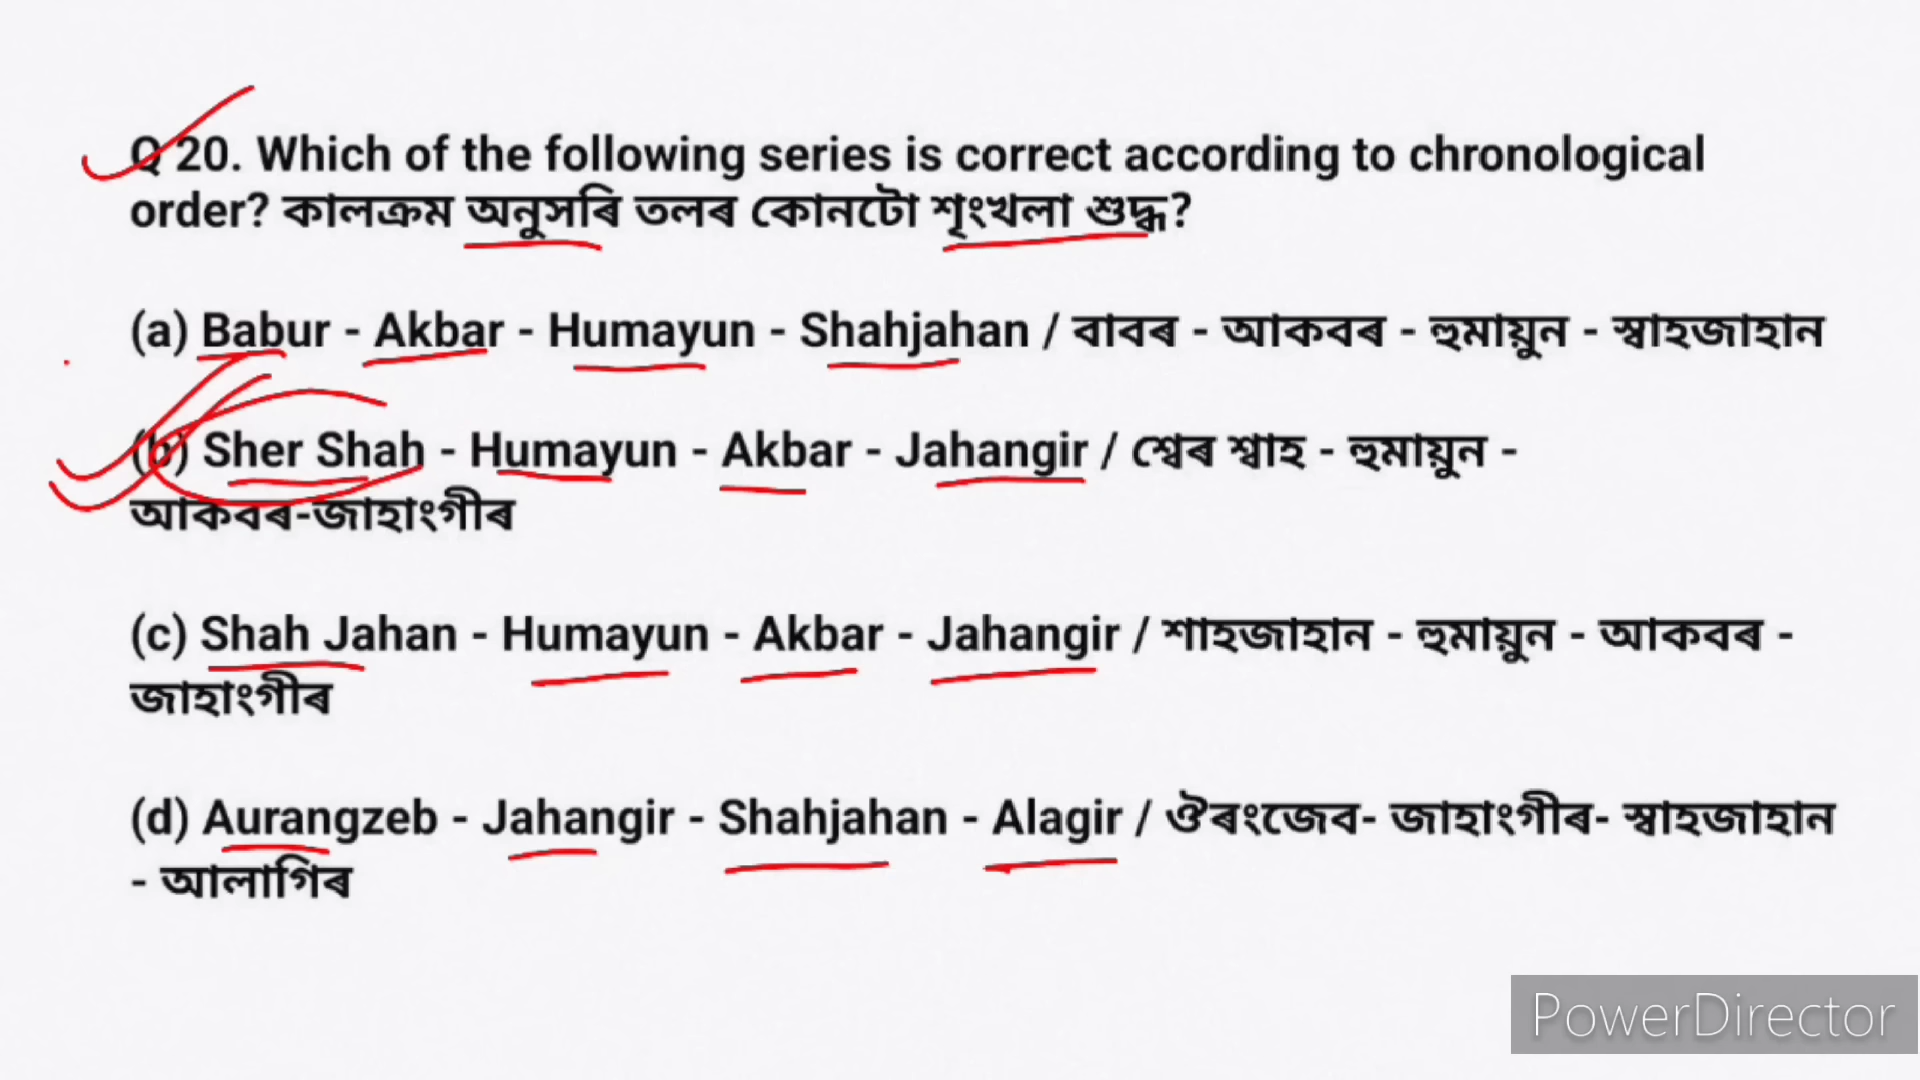 Q 20. Which of the following series is correct according to chronological
order? কালক্ৰম অনুসৰি তলৰ কোনটো শৃংখলা শুদ্ধ?
(a) Babur - Akbar - Humayun - Shahjahan / বাবৰ - আকবৰ - হুমায়ুন - স্বাহজাহান
(b) Sher Shah - Humayun - Akbar - Jahangir / শ্বেৰ শ্বাহ - হুমায়ুন -
আকবৰ-জাহাংগীৰ
(c) Shah Jahan - Humayun - Akbar - Jahangir / শাহজাহান - হুমায়ুন - আকবৰ -
জাহাংগীৰ
(d) Aurangzeb - Jahangir - Shahjahan - Alagir / ঔৰংজেব- জাহাংগীৰ- স্বাহজাহান
- আলাগিৰ
PowerDirector